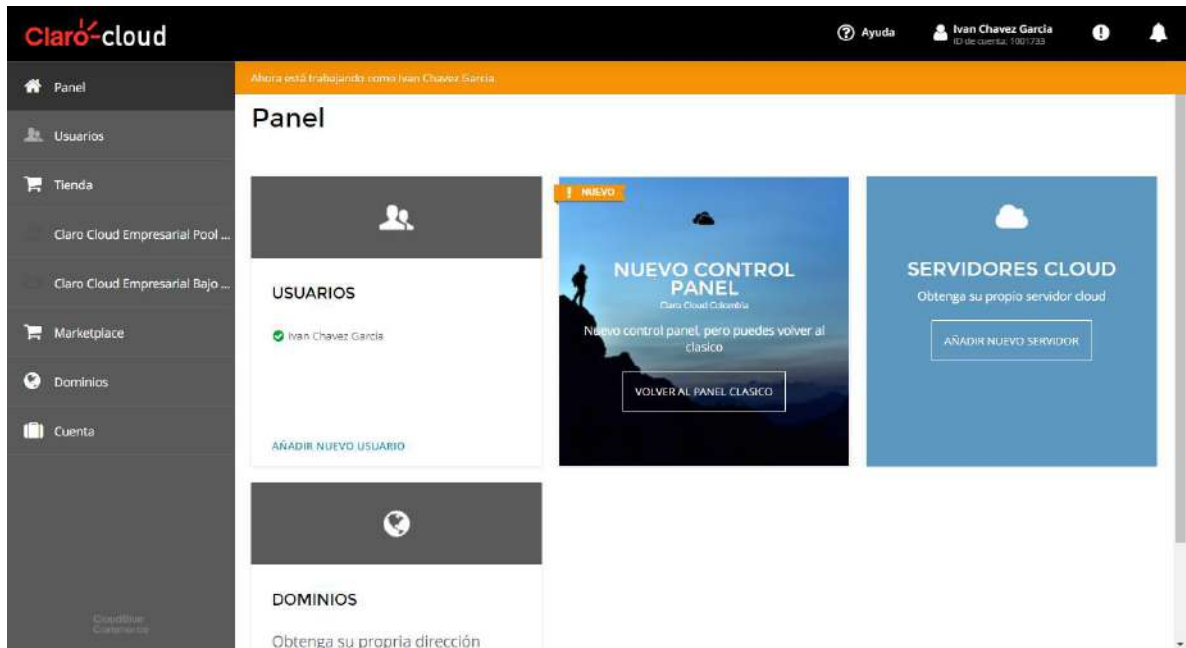 Claro-cloud
Ayuda
Ivan Chavez Garcia
ID de cuenta: 1001733
Panel
Usuarios
Tienda
Claro Cloud Empresarial Pool ...
Claro Cloud Empresarial Bajo ...
Marketplace
Dominios
Cuenta
CloudBlue
Commerce
Ahora está trabajando como Ivan Chavez Garcia.
Panel
USUARIOS
Ivan Chavez Garcia
AÑADIR NUEVO USUARIO
! NUEVO
NUEVO CONTROL
PANEL
Claro Cloud Colombia
Nuevo control panel, pero puedes volver al
clasico
VOLVER AL PANEL CLASICO
SERVIDORES CLOUD
Obtenga su propio servidor cloud
AÑADIR NUEVO SERVIDOR
DOMINIOS
Obtenga su propria dirección